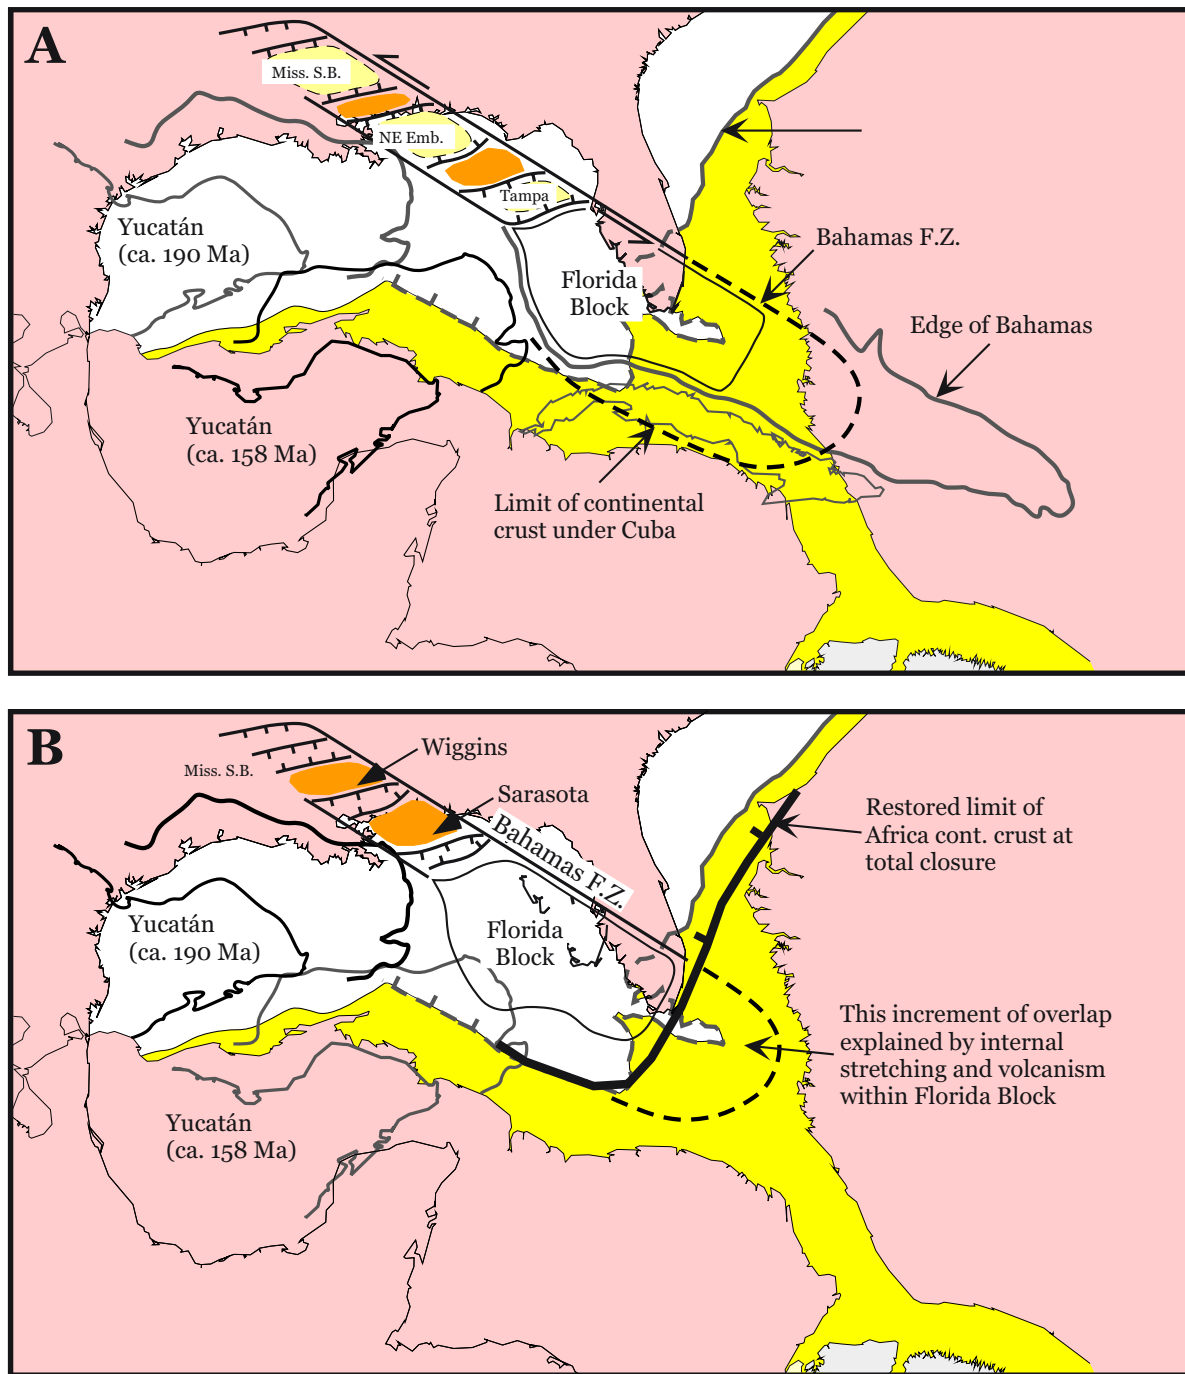 A
Miss. S.B.
NE Emb.
Tampa
Yucatán
(ca. 190 Ma)
Florida
Block
Bahamas F.Z.
Edge of Bahamas
Yucatán
(ca. 158 Ma)
Limit of continental
crust under Cuba
B
Wiggins
Miss. S.B.
Sarasota
Bahamas F.Z.
Restored limit of
Africa cont. crust at
total closure
Yucatán
(ca. 190 Ma)
Florida
Block
This increment of overlap
explained by internal
stretching and volcanism
within Florida Block
Yucatán
(ca. 158 Ma)